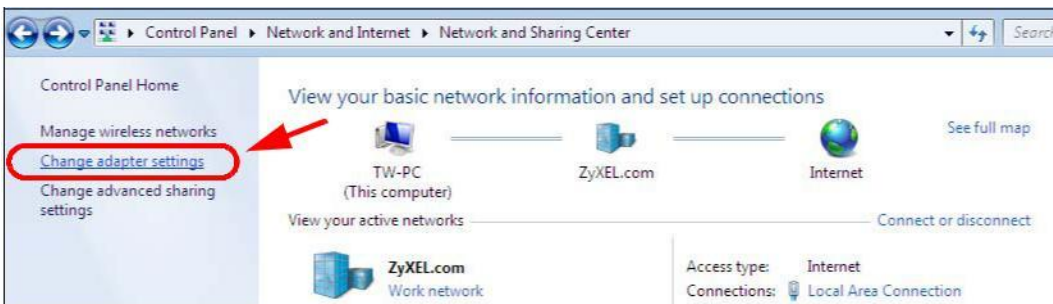 Control Panel ▸ Network and Internet ▸ Network and Sharing Center
Control Panel Home
Manage wireless networks
Change adapter settings
Change advanced sharing
settings
View your basic network information and set up connections
See full map
TW-PC
(This computer)
ZyXEL.com
Internet
View your active networks
Connect or disconnect
ZyXEL.com
Work network
Access type: Internet
Connections: Local Area Connection